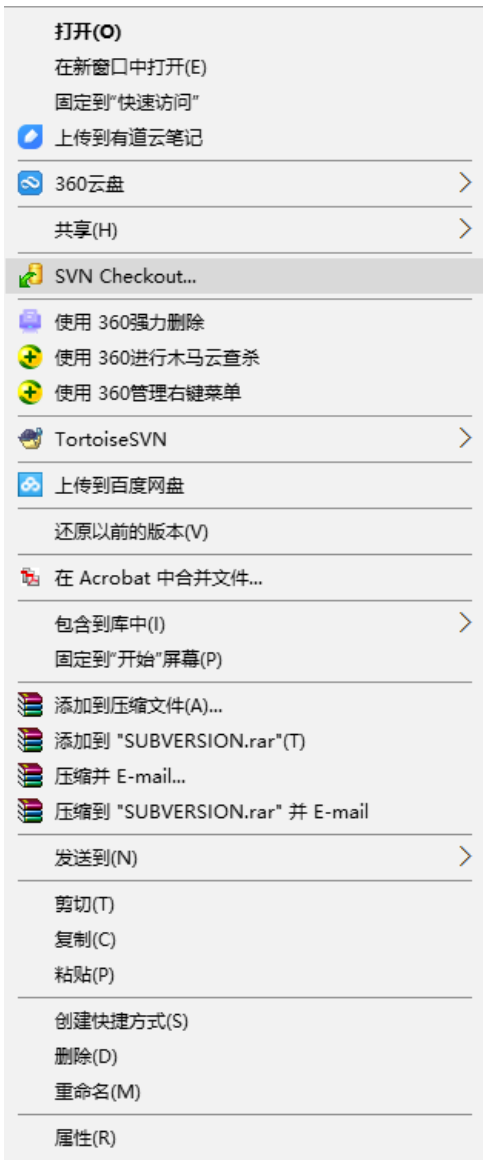 打开(O)
在新窗口中打开(E)
固定到"快速访问"
上传到有道云笔记
360云盘
共享(H)
SVN Checkout...
使用 360强力删除
使用 360进行木马云查杀
使用 360管理右键菜单
TortoiseSVN
上传到百度网盘
还原以前的版本(V)
在 Acrobat 中合并文件...
包含到库中(I)
固定到"开始"屏幕(P)
添加到压缩文件(A)...
添加到 "SUBVERSION.rar"(T)
压缩并 E-mail...
压缩到 "SUBVERSION.rar" 并 E-mail
发送到(N)
剪切(T)
复制(C)
粘贴(P)
创建快捷方式(S)
删除(D)
重命名(M)
属性(R)